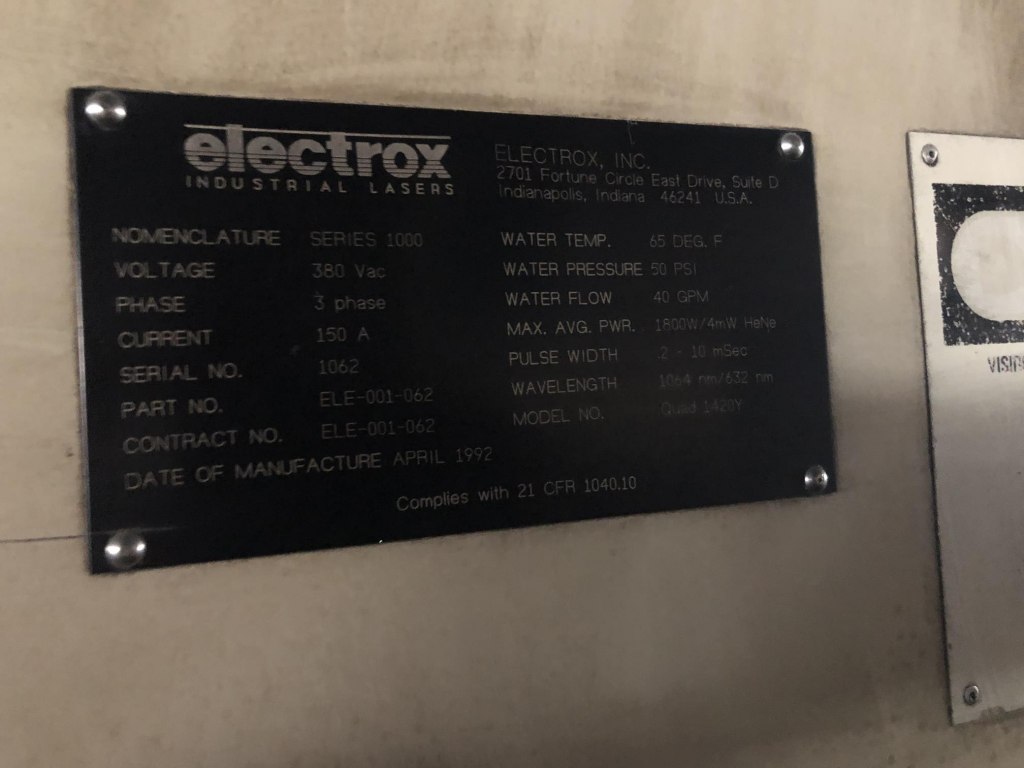 electrox
INDUSTRIAL LASERS
ELECTROX, INC.
2701 Fortune Circle East Drive, Suite D
Indianapolis, Indiana 46241 U.S.A.
NOMENCLATURE SERIES 1000
VOLTAGE 380 Vac
PHASE 3 phase
CURRENT 150 A
SERIAL NO. 1062
PART NO. ELE-001-062
CONTRACT NO. ELE-001-062
DATE OF MANUFACTURE APRIL 1992
WATER TEMP. 65 DEG. F
WATER PRESSURE 50 PSI
WATER FLOW 40 GPM
MAX. AVG. PWR. 1800W/4mW HeNe
PULSE WIDTH .2 - 10 mSec
WAVELENGTH 1064 nm/632 nm
MODEL NO. Quad 1420Y
Complies with 21 CFR 1040.10